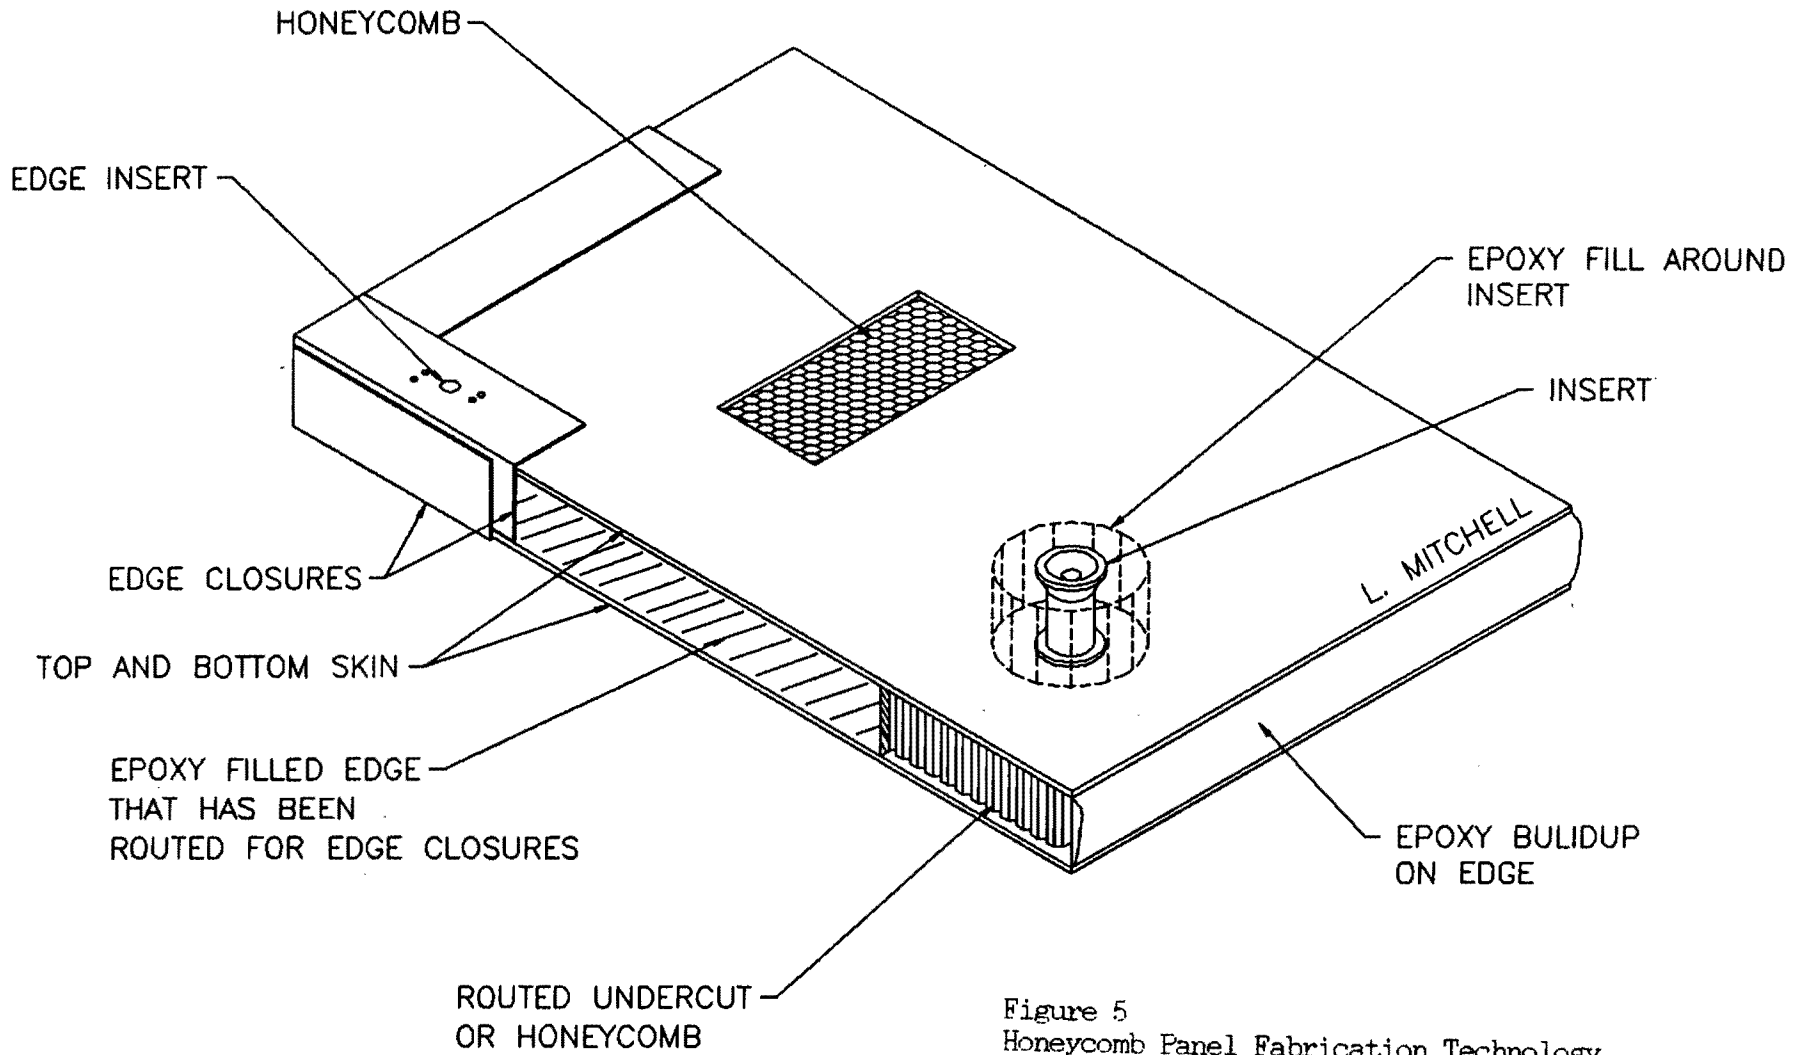 HONEYCOMB
EDGE INSERT
EPOXY FILL AROUND
INSERT
INSERT
L. MITCHELL
EDGE CLOSURES
TOP AND BOTTOM SKIN
EPOXY FILLED EDGE
THAT HAS BEEN
ROUTED FOR EDGE CLOSURES
EPOXY BULIDUP
ON EDGE
ROUTED UNDERCUT
OR HONEYCOMB
Figure 5
Honeycomb Panel Fabrication Technology